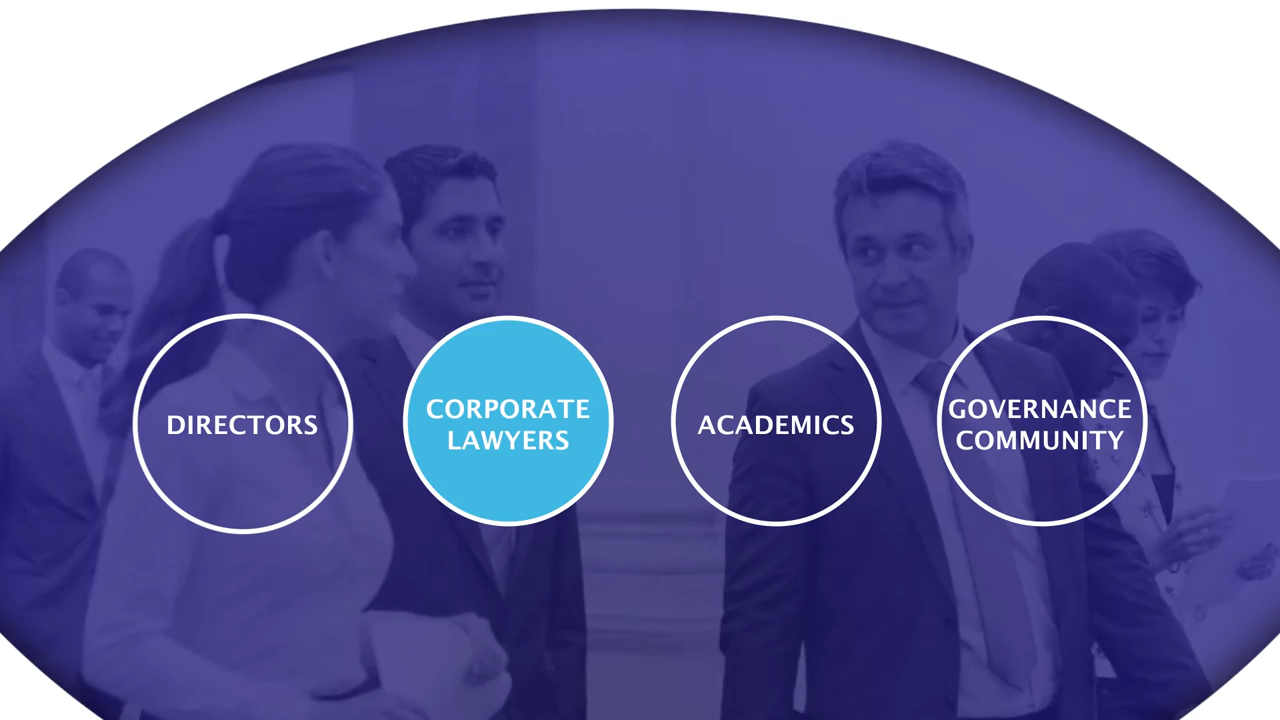 DIRECTORS
CORPORATE
LAWYERS
ACADEMICS
GOVERNANCE
COMMUNITY